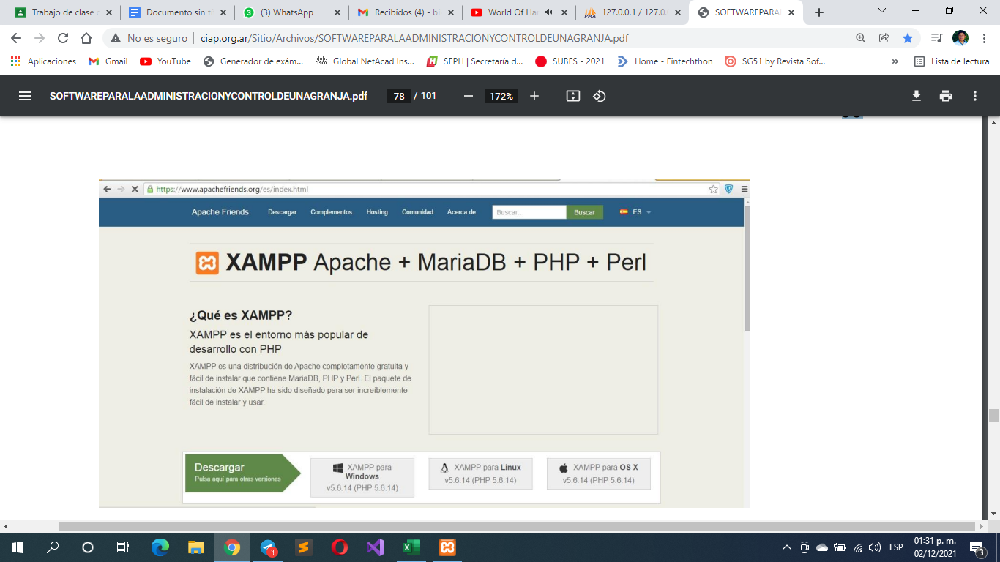 Trabajo de clase
Documento sin tí
(3) WhatsApp
Recibidos (4) - bi
World Of Har
127.0.0.1 / 127.0.
SOFTWAREPARAL
No es seguro
ciap.org.ar/Sitio/Archivos/SOFTWAREPARALAADMINISTRACIONYCONTROLDEUNAGRANJA.pdf
Aplicaciones
Gmail
YouTube
Generador de exám...
Global NetAcad Ins...
SEPH | Secretaría d...
SUBES - 2021
Home - Fintechthon
SG51 by Revista Sof...
»
Lista de lectura
SOFTWAREPARALAADMINISTRACIONYCONTROLDEUNAGRANJA.pdf
78 / 101
172%
https://www.apachefriends.org/es/index.html
Apache Friends
Descargar
Complementos
Hosting
Comunidad
Acerca de
Buscar..
Buscar
ES
XAMPP Apache + MariaDB + PHP + Perl
¿Qué es XAMPP?
XAMPP es el entorno más popular de
desarrollo con PHP
XAMPP es una distribución de Apache completamente gratuita y
fácil de instalar que contiene MariaDB, PHP y Perl. El paquete de
instalación de XAMPP ha sido diseñado para ser increíblemente
fácil de instalar y usar.
Descargar
Pulsa aquí para otras versiones
XAMPP para
Windows
v5.6.14 (PHP 5.6.14)
XAMPP para Linux
v5.6.14 (PHP 5.6.14)
XAMPP para OS X
v5.6.14 (PHP 5.6.14)
3
ESP
01:31 p. m.
02/12/2021
3